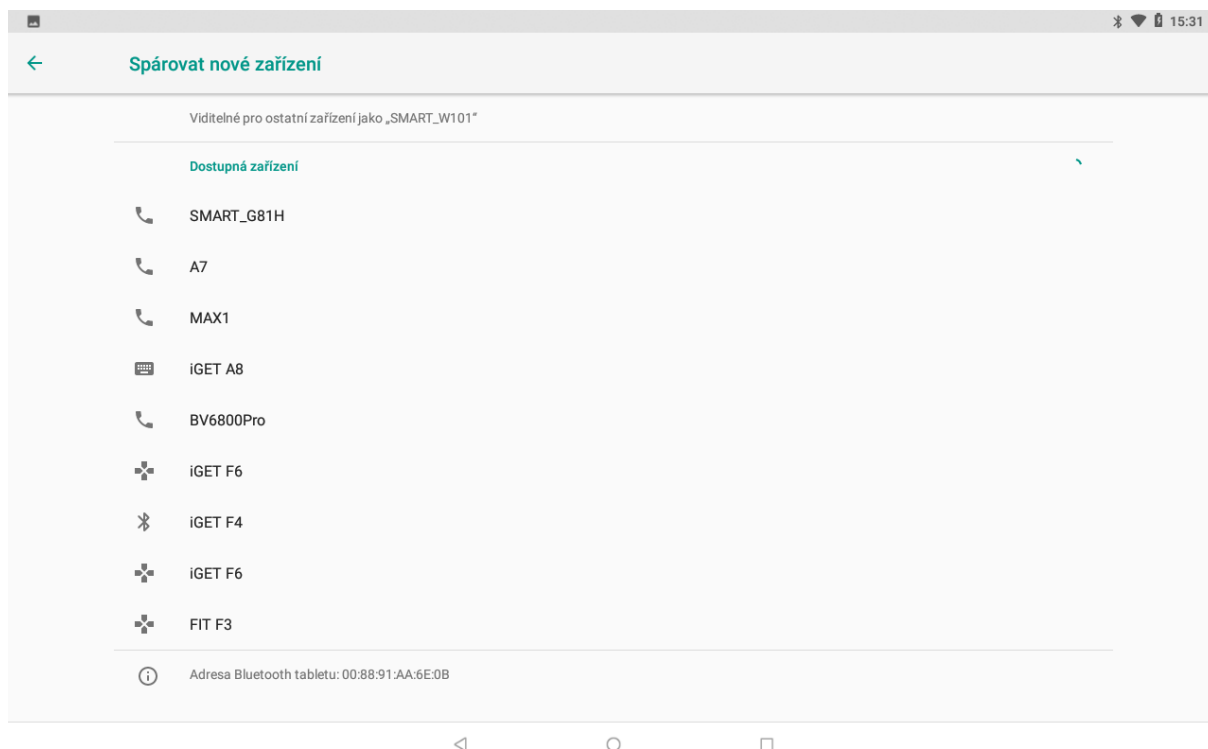 15:31
Spárovat nové zařízení
Viditelné pro ostatní zařízení jako „SMART_W101“
Dostupná zařízení
SMART_G81H
A7
MAX1
iGET A8
BV6800Pro
iGET F6
iGET F4
iGET F6
FIT F3
Adresa Bluetooth tabletu: 00:88:91:AA:6E:0B